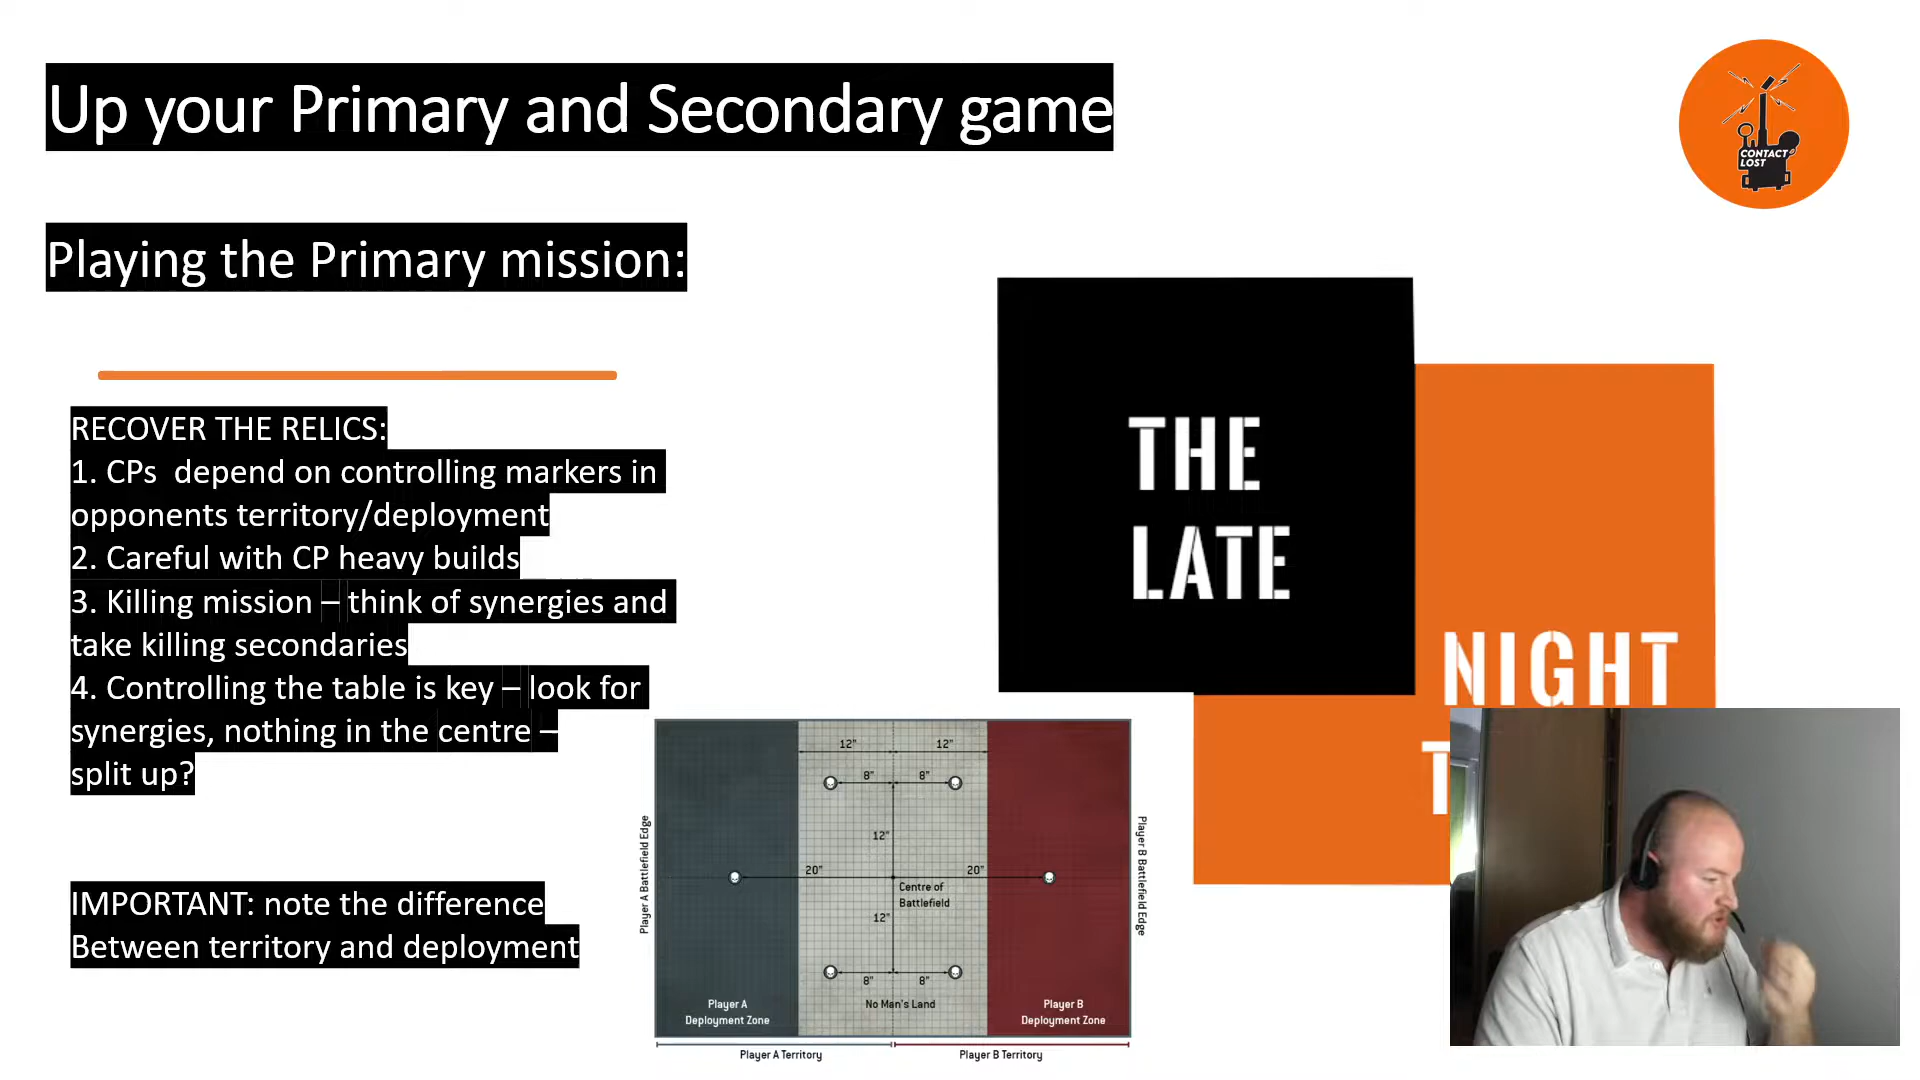 Up your Primary and Secondary game
CONTACT
LOST
Playing the Primary mission:
RECOVER THE RELICS:
1. CPs  depend on controlling markers in
opponents territory/deployment
2. Careful with CP heavy builds
3. Killing mission – think of synergies and
take killing secondaries
4. Controlling the table is key – look for
synergies, nothing in the centre –
split up?
IMPORTANT: note the difference
Between territory and deployment
THE
LATE
NIGHT
T
12" 12"
8" 8"
12"
20" 20"
Centre of
Battlefield
12"
8" 8"
Player A Battlefield Edge
Player B Battlefield Edge
Player A
Deployment Zone
No Man's Land
Player B
Deployment Zone
Player A Territory
Player B Territory